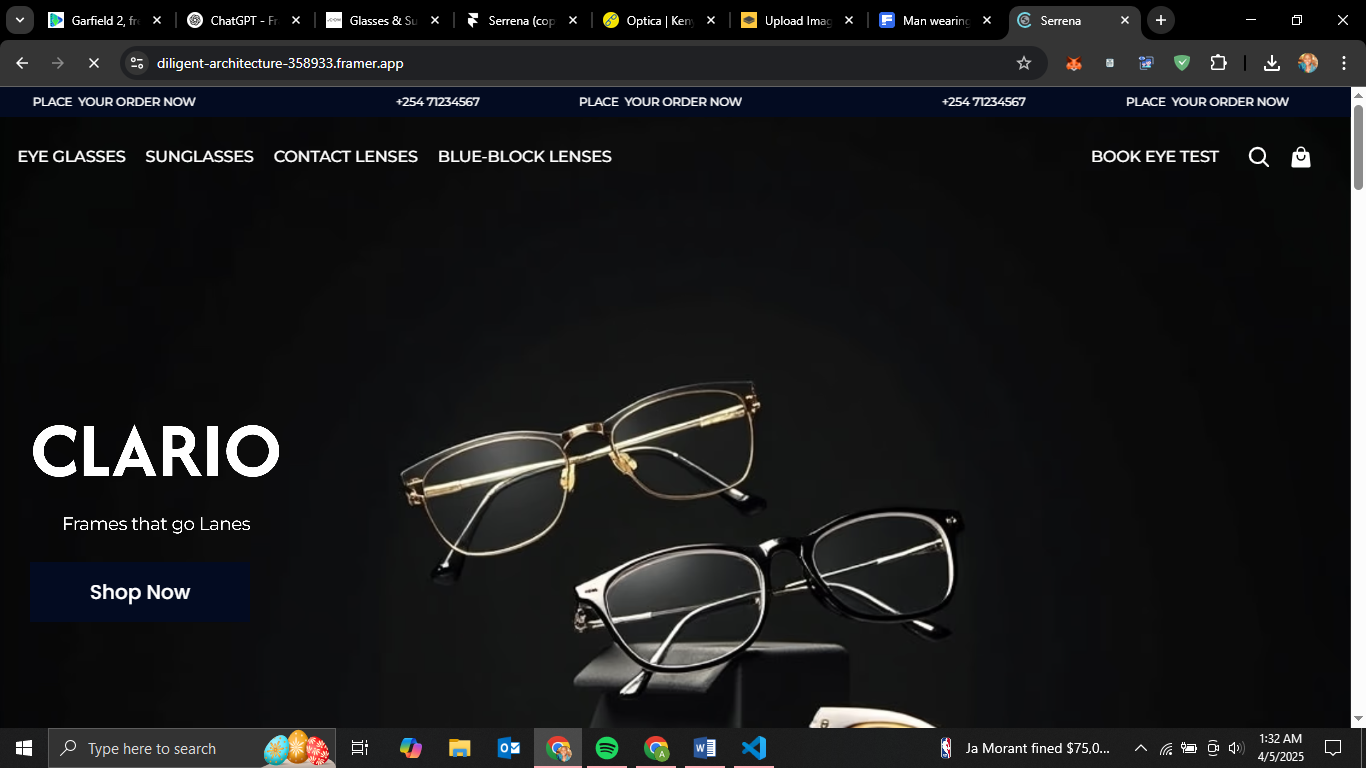 Garfield 2, fre
ChatGPT - Fr
Glasses & Su
Serrena (cop
Optica | Keny
Upload Imag
Man wearing
Serrena
diligent-architecture-358933.framer.app
PLACE YOUR ORDER NOW +254 71234567 PLACE YOUR ORDER NOW +254 71234567 PLACE YOUR ORDER NOW
EYE GLASSES SUNGLASSES CONTACT LENSES BLUE-BLOCK LENSES BOOK EYE TEST
CLARIO
Frames that go Lanes
Shop Now
Type here to search
Ja Morant fined $75,0...
1:32 AM
4/5/2025